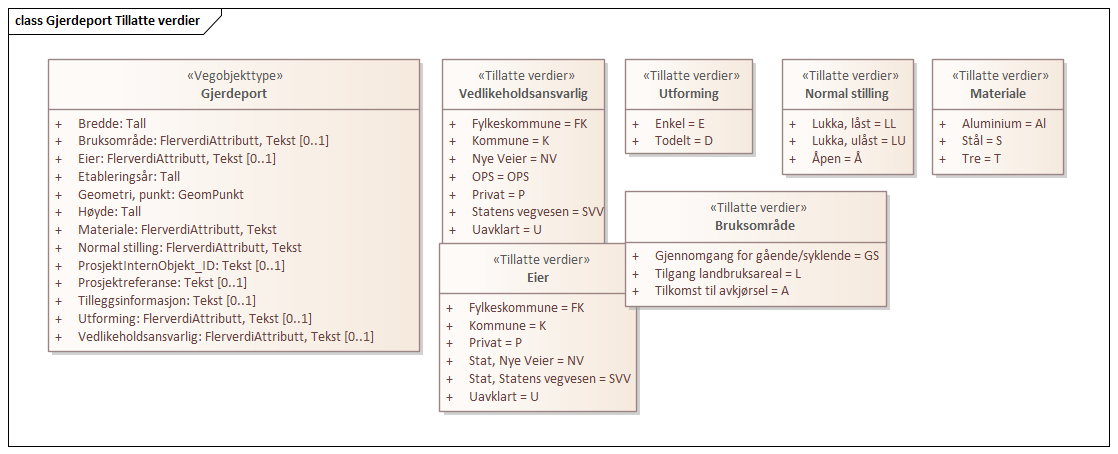 class Gjerdeport Tillatte verdier
«Vegobjekttype»
Gjerdeport
+ Bredde: Tall
+ Bruksområde: FlerverdiAttributt, Tekst [0..1]
+ Eier: FlerverdiAttributt, Tekst [0..1]
+ Etableringsår: Tall
+ Geometri, punkt: GeomPunkt
+ Høyde: Tall
+ Materiale: FlerverdiAttributt, Tekst
+ Normal stilling: FlerverdiAttributt, Tekst
+ ProsjektInternObjekt_ID: Tekst [0..1]
+ Prosjektreferanse: Tekst [0..1]
+ Tilleggsinformasjon: Tekst [0..1]
+ Utforming: FlerverdiAttributt, Tekst [0..1]
+ Vedlikeholdsansvarlig: FlerverdiAttributt, Tekst [0..1]
«Tillatte verdier»
Vedlikeholdsansvarlig
+ Fylkeskommune = FK
+ Kommune = K
+ Nye Veier = NV
+ OPS = OPS
+ Privat = P
+ Statens vegvesen = SVV
+ Uavklart = U
«Tillatte verdier»
Eier
+ Fylkeskommune = FK
+ Kommune = K
+ Privat = P
+ Stat, Nye Veier = NV
+ Stat, Statens vegvesen = SVV
+ Uavklart = U
«Tillatte verdier»
Utforming
+ Enkel = E
+ Todelt = D
«Tillatte verdier»
Normal stilling
+ Lukka, låst = LL
+ Lukka, ulåst = LU
+ Åpen = Å
«Tillatte verdier»
Materiale
+ Aluminium = Al
+ Stål = S
+ Tre = T
«Tillatte verdier»
Bruksområde
+ Gjennomgang for gående/syklende = GS
+ Tilgang landbruksareal = L
+ Tilkomst til avkjørsel = A